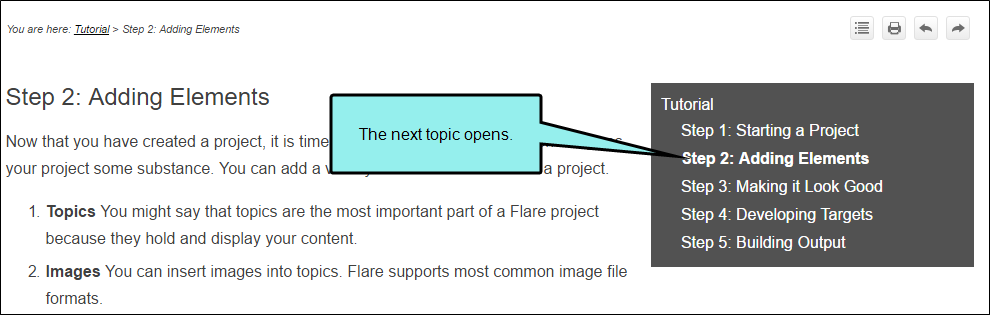 You are here: Tutorial > Step 2: Adding Elements
Step 2: Adding Elements
Now that you have created a project, it is time
your project some substance. You can add a a project.
1. Topics You might say that topics are the most important part of a Flare project
because they hold and display your content.
2. Images You can insert images into topics. Flare supports most common image file
formats.
The next topic opens.
Tutorial
Step 1: Starting a Project
Step 2: Adding Elements
Step 3: Making it Look Good
Step 4: Developing Targets
Step 5: Building Output